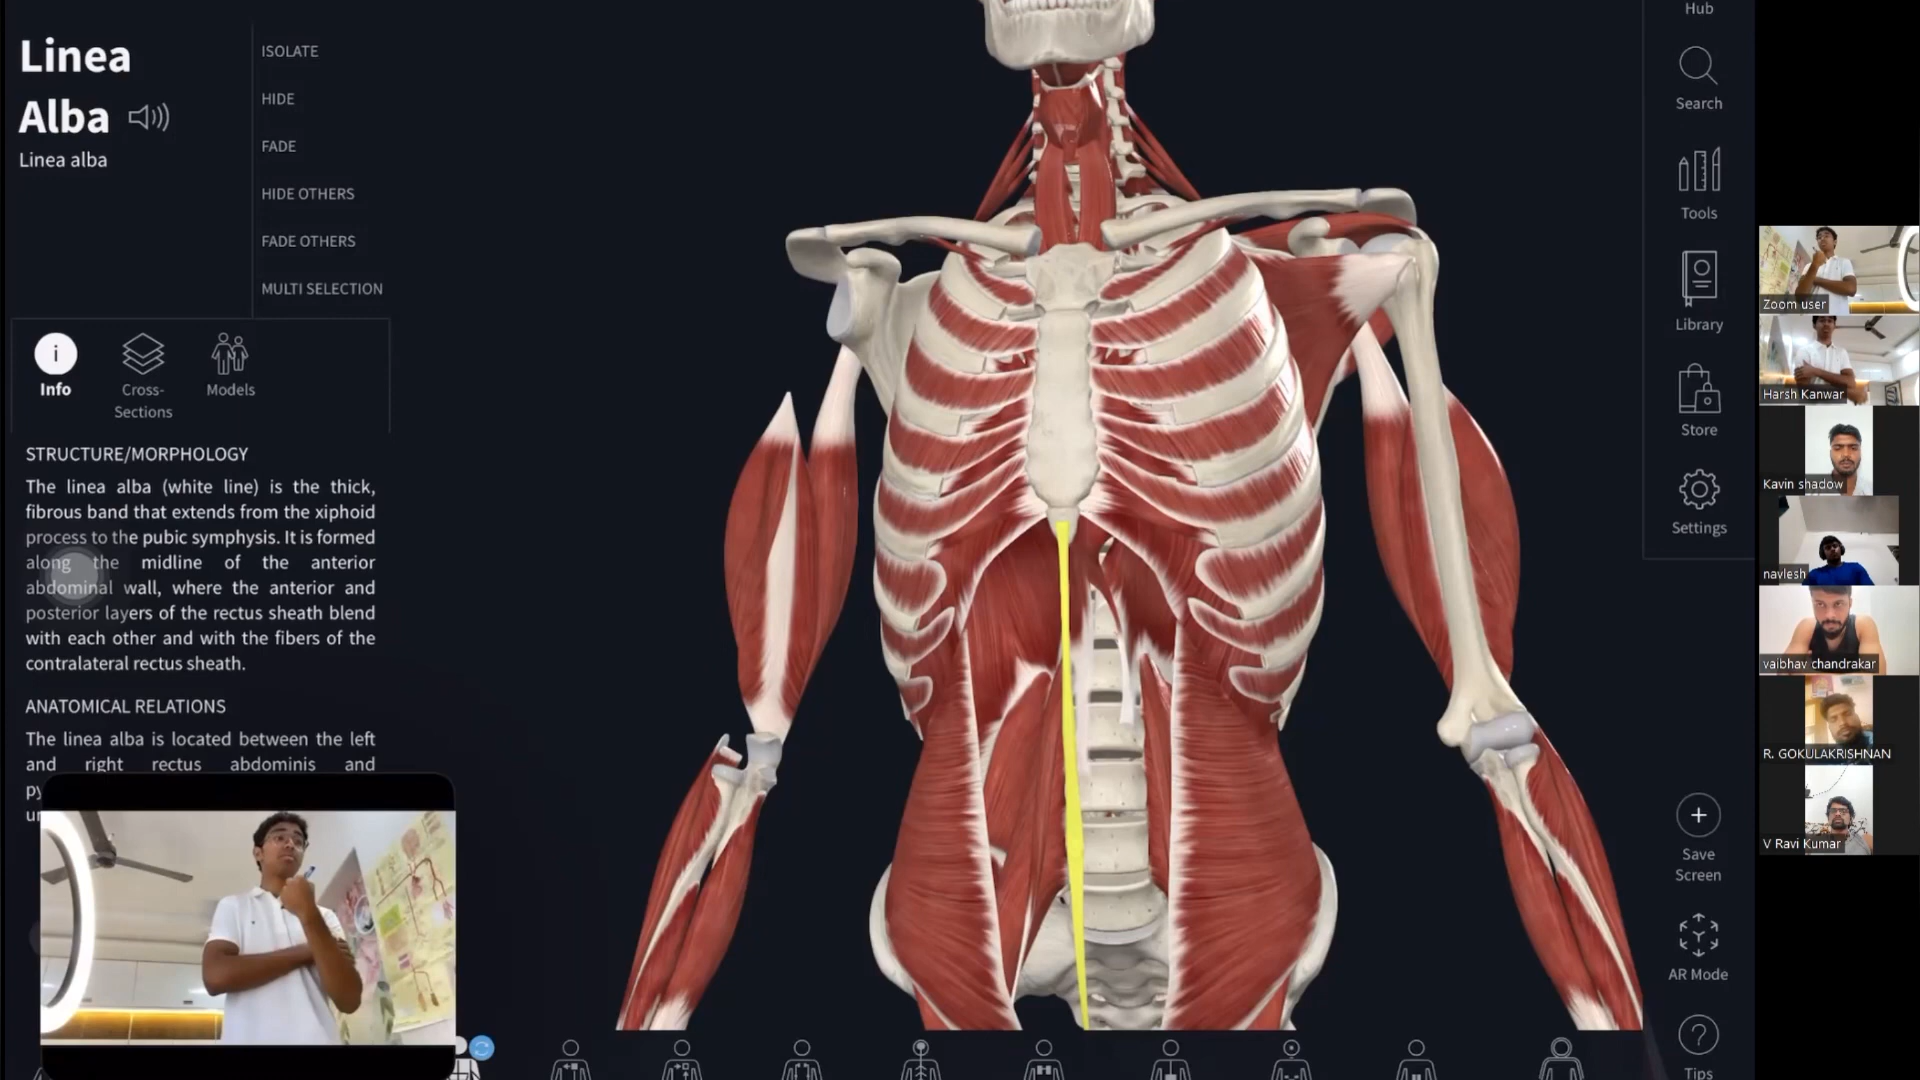 Linea
Alba
Linea alba
ISOLATE
HIDE
FADE
HIDE OTHERS
FADE OTHERS
MULTI SELECTION
Info
Cross-
Sections
Models
STRUCTURE/MORPHOLOGY
The linea alba (white line) is the thick,
fibrous band that extends from the xiphoid
process to the pubic symphysis. It is formed
along the midline of the anterior
abdominal wall, where the anterior and
posterior layers of the rectus sheath blend
with each other and with the fibers of the
contralateral rectus sheath.
ANATOMICAL RELATIONS
The linea alba is located between the left
and right rectus abdominis and
Hub
Search
Tools
Library
Store
Settings
Save
Screen
AR Mode
Tips
Zoom user
Harsh Kanwar
Kavin shadow
navlesh
vaibhav chandrakar
R. GOKULAKRISHNAN
V Ravi Kumar